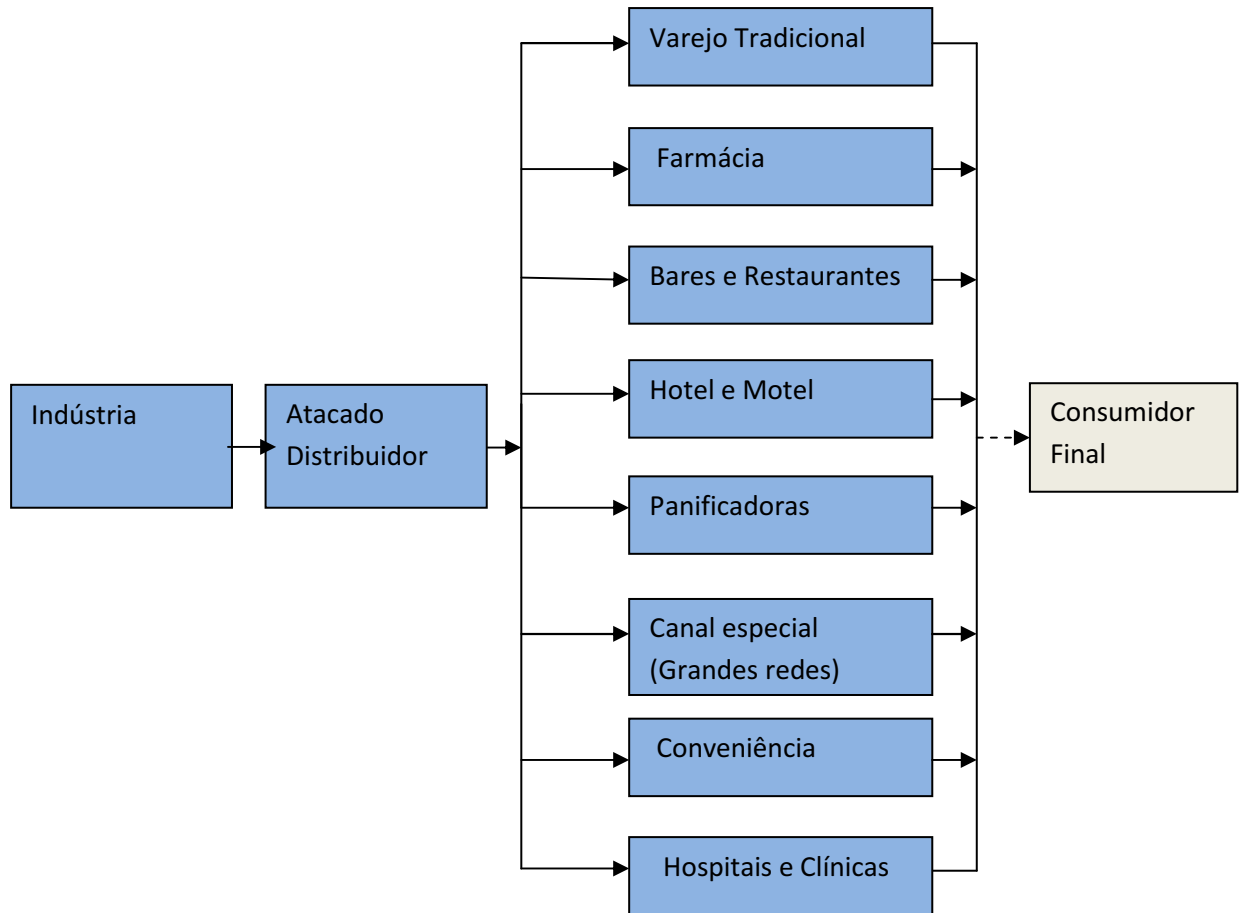 Indústria
Atacado
Distribuidor
Varejo Tradicional
Farmácia
Bares e Restaurantes
Hotel e Motel
Panificadoras
Canal especial
(Grandes redes)
Conveniência
Hospitais e Clínicas
Consumidor
Final